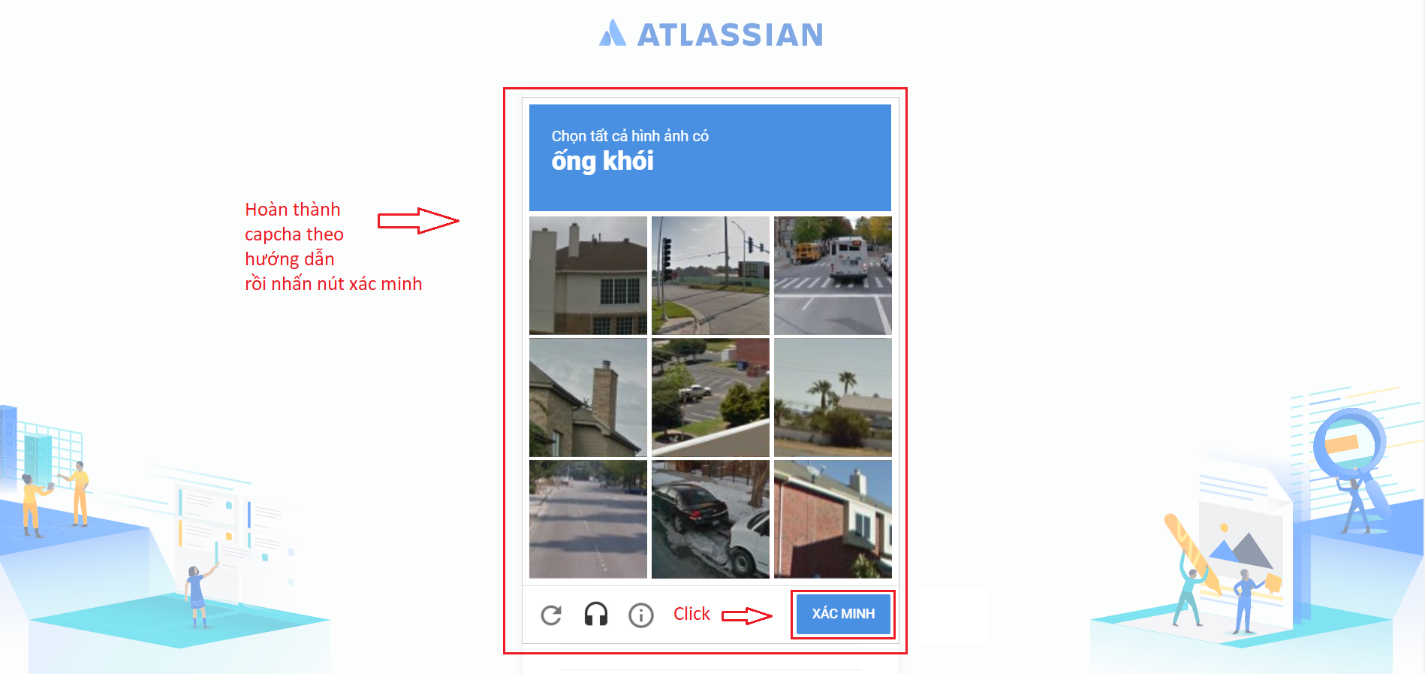 ATLASSIAN
Chọn tất cả hình ảnh có
ống khói
Hoàn thành
capcha theo
hướng dẫn
rồi nhấn nút xác minh
Click
XÁC MINH